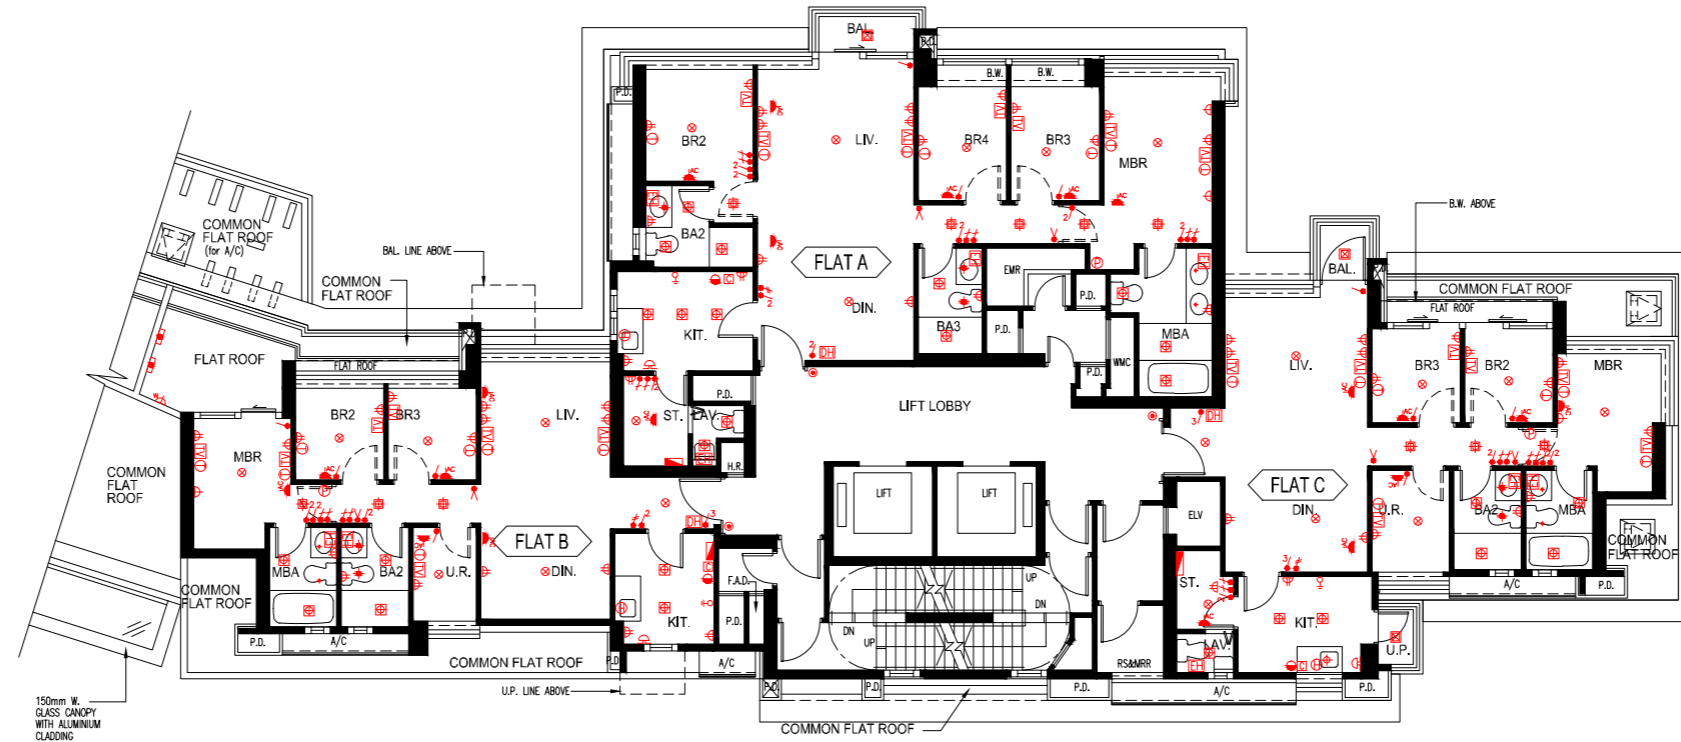 BAL.
P.D.
B.W.
B.W.
P.D.
BR2
LIV.
BR4
BR3
MBR
B.W. ABOVE
COMMON
FLAT ROOF
(for A/C)
BAL. LINE ABOVE
BA2
FLAT A
EMR
BAL.
P.D.
COMMON
FLAT ROOF
COMMON FLAT ROOF
FLAT ROOF
P.D.
DIN.
KIT.
BA3
P.D.
MBA
WMC
DH
FLAT ROOF
FLAT ROOF
P.D.
LIV.
BR3
BR2
MBR
P.D.
LIFT LOBBY
BR2
BR3
LIV.
ST.
LAV.
DH
MBR
H.R.
COMMON
FLAT
ROOF
LIFT
LIFT
FLAT C
DIN.
U.R.
ELV
BA2
MBA
DH
FLAT B
DIN.
COMMON
FLAT ROOF
MBA
BA2
U.R.
F.A.D.
UP
ST.
A/C
P.D.
COMMON
FLAT ROOF
DN
KIT.
P.D.
DN
UP
KIT.
LAV.
U.P.
P.D.
A/C
COMMON FLAT ROOF
P.D.
A/C
RS&MRR
EH
U.P. LINE ABOVE
P.D.
P.D.
P.D.
A/C
P.D.
150mm W.
GLASS CANOPY
WITH ALUMINIUM
CLADDING
COMMON FLAT ROOF